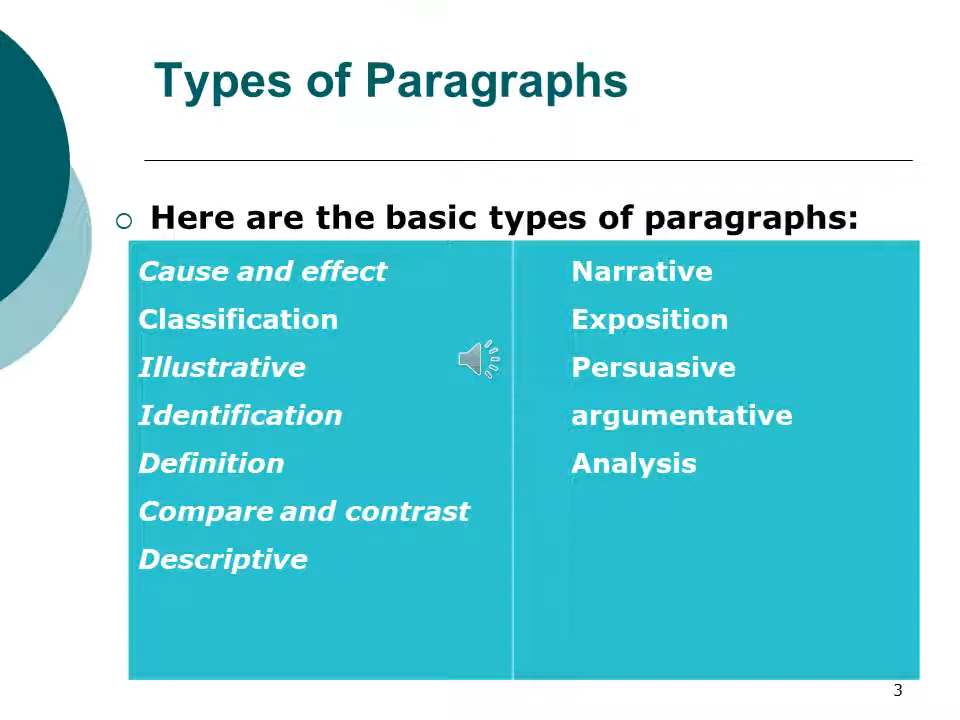 Types of Paragraphs
Here are the basic types of paragraphs:
Cause and effect
Classification
Illustrative
Identification
Definition
Compare and contrast
Descriptive
Narrative
Exposition
Persuasive
argumentative
Analysis
3